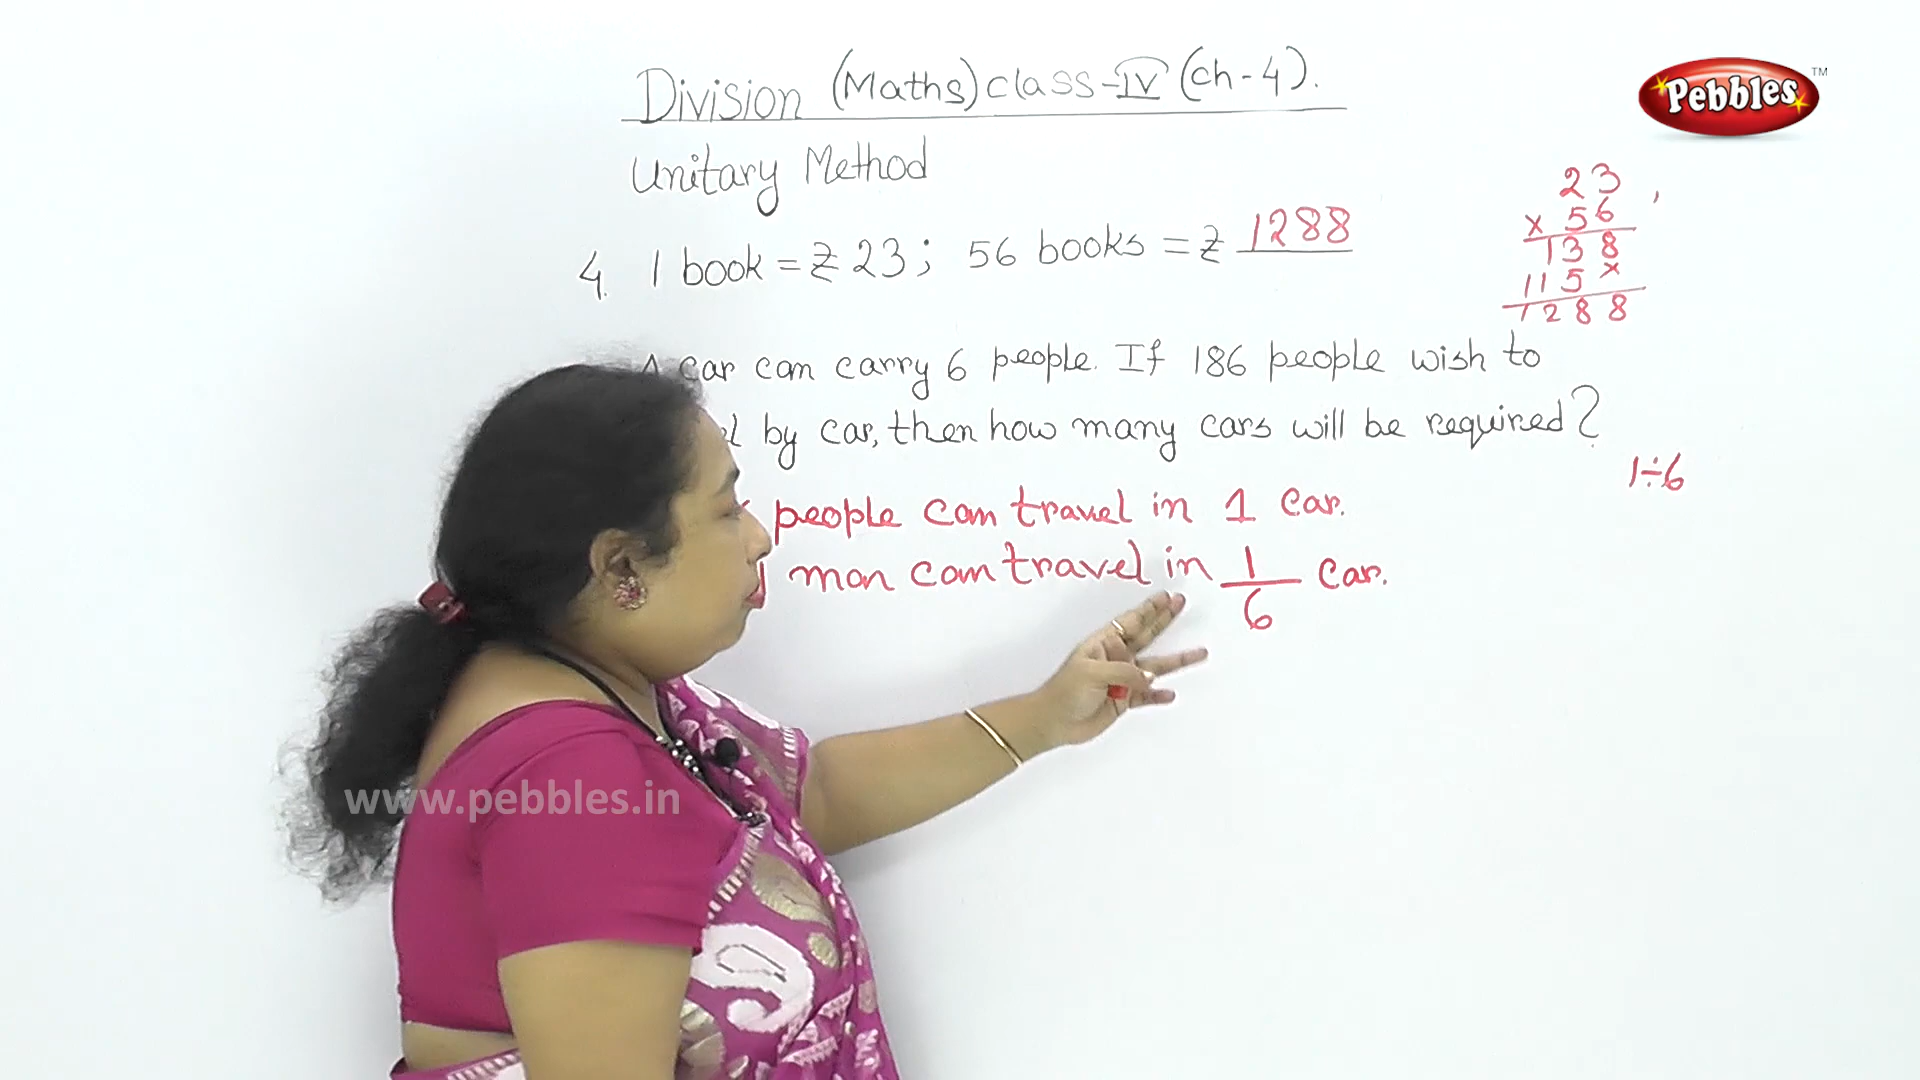 Division (Maths) class-IV (ch-4).
Pebbles TM
Unitary Method
4. 1 book = ₹ 23; 56 books = ₹ 1288
23
x 56
138
115x
1288
A car can carry 6 people. If 186 people wish to
by car, then how many cars will be required?
1÷6
people can travel in 1 car.
man can travel in 1/6 car.
www.pebbles.in